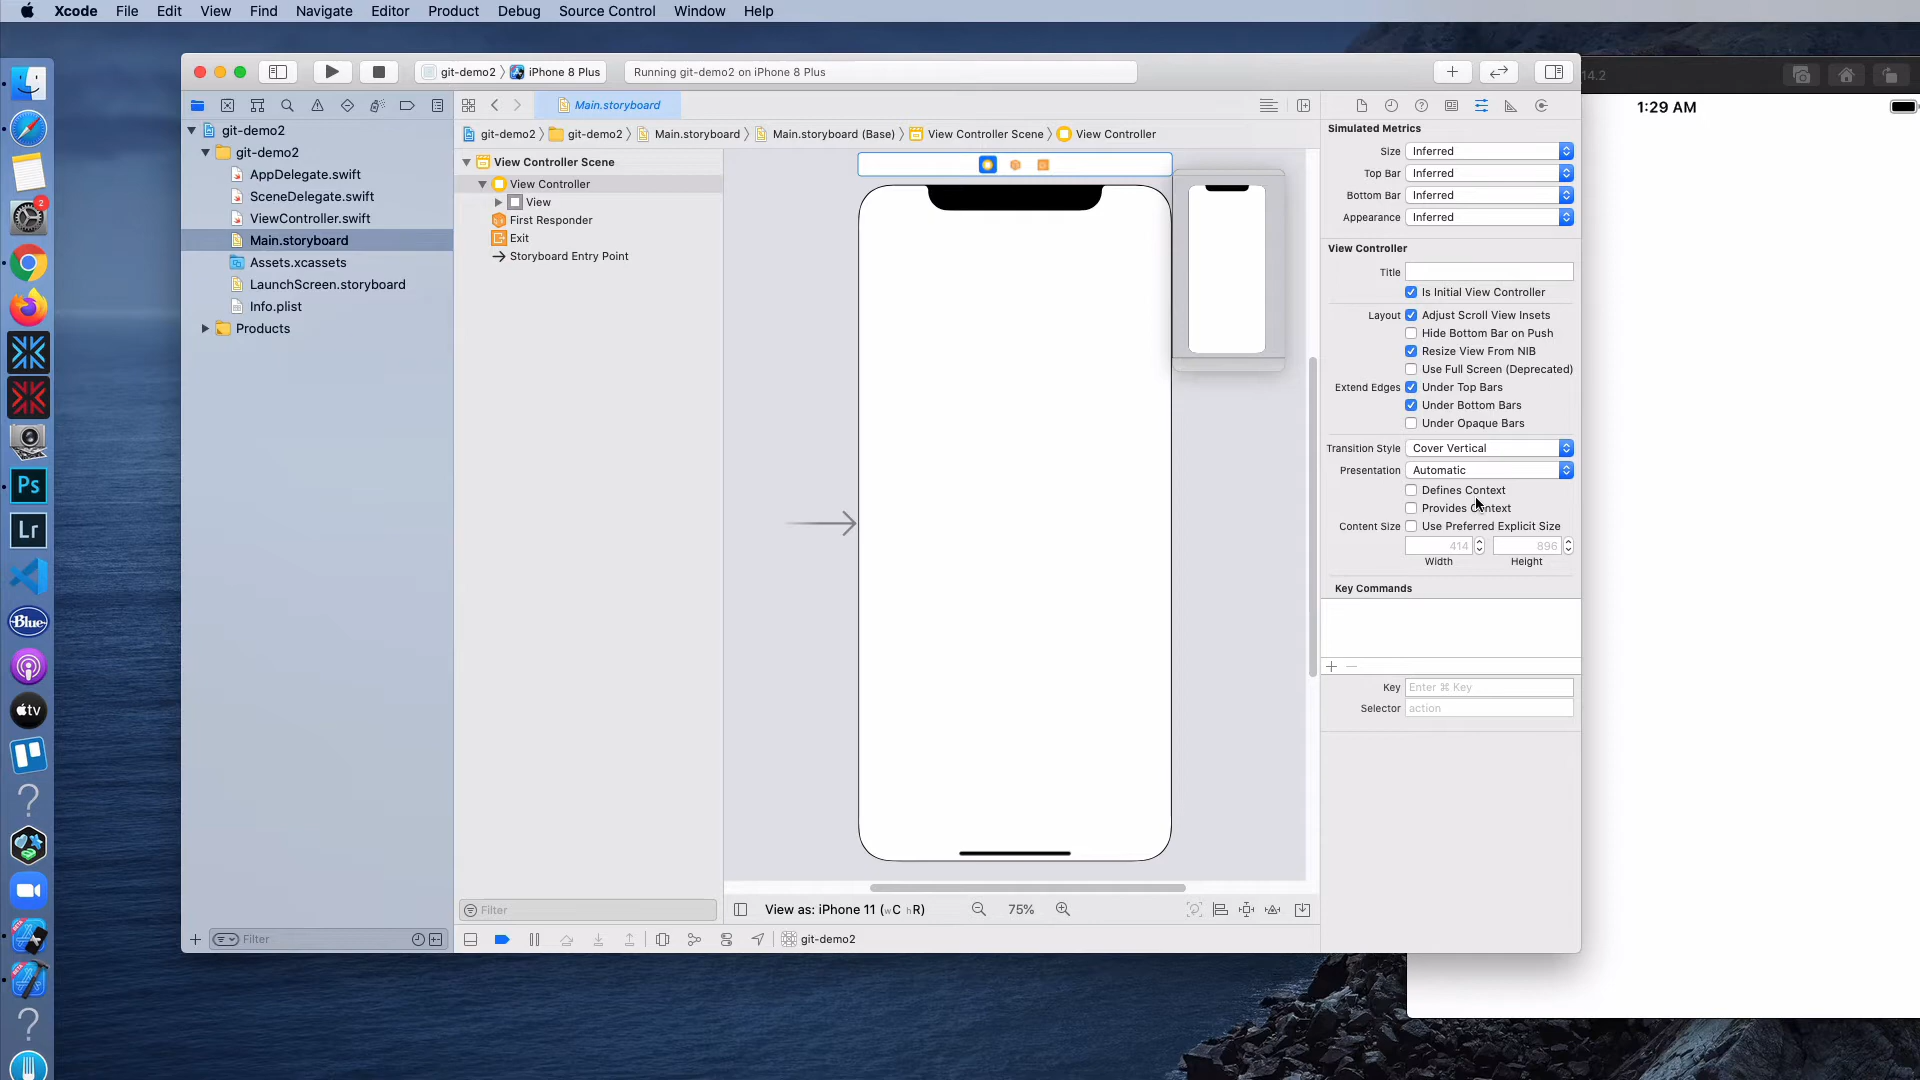 Xcode File Edit View Find Navigate Editor Product Debug Source Control Window Help
git-demo2 iPhone 8 Plus Running git-demo2 on iPhone 8 Plus
14.2
1:29 AM
Main.storyboard
git-demo2
git-demo2
AppDelegate.swift
SceneDelegate.swift
ViewController.swift
Main.storyboard
Assets.xcassets
LaunchScreen.storyboard
Info.plist
Products
Filter
git-demo2 git-demo2 Main.storyboard Main.storyboard (Base) View Controller Scene View Controller
View Controller Scene
View Controller
View
First Responder
Exit
Storyboard Entry Point
Filter
View as: iPhone 11 (wC hR) 75%
git-demo2
Simulated Metrics
Size Inferred
Top Bar Inferred
Bottom Bar Inferred
Appearance Inferred
View Controller
Title
Is Initial View Controller
Layout Adjust Scroll View Insets
Hide Bottom Bar on Push
Resize View From NIB
Use Full Screen (Deprecated)
Extend Edges Under Top Bars
Under Bottom Bars
Under Opaque Bars
Transition Style Cover Vertical
Presentation Automatic
Defines Context
Provides Context
Content Size Use Preferred Explicit Size
414 896
Width Height
Key Commands
Key Enter ⌘ Key
Selector action
2
Ps
Lr
Blue
tv